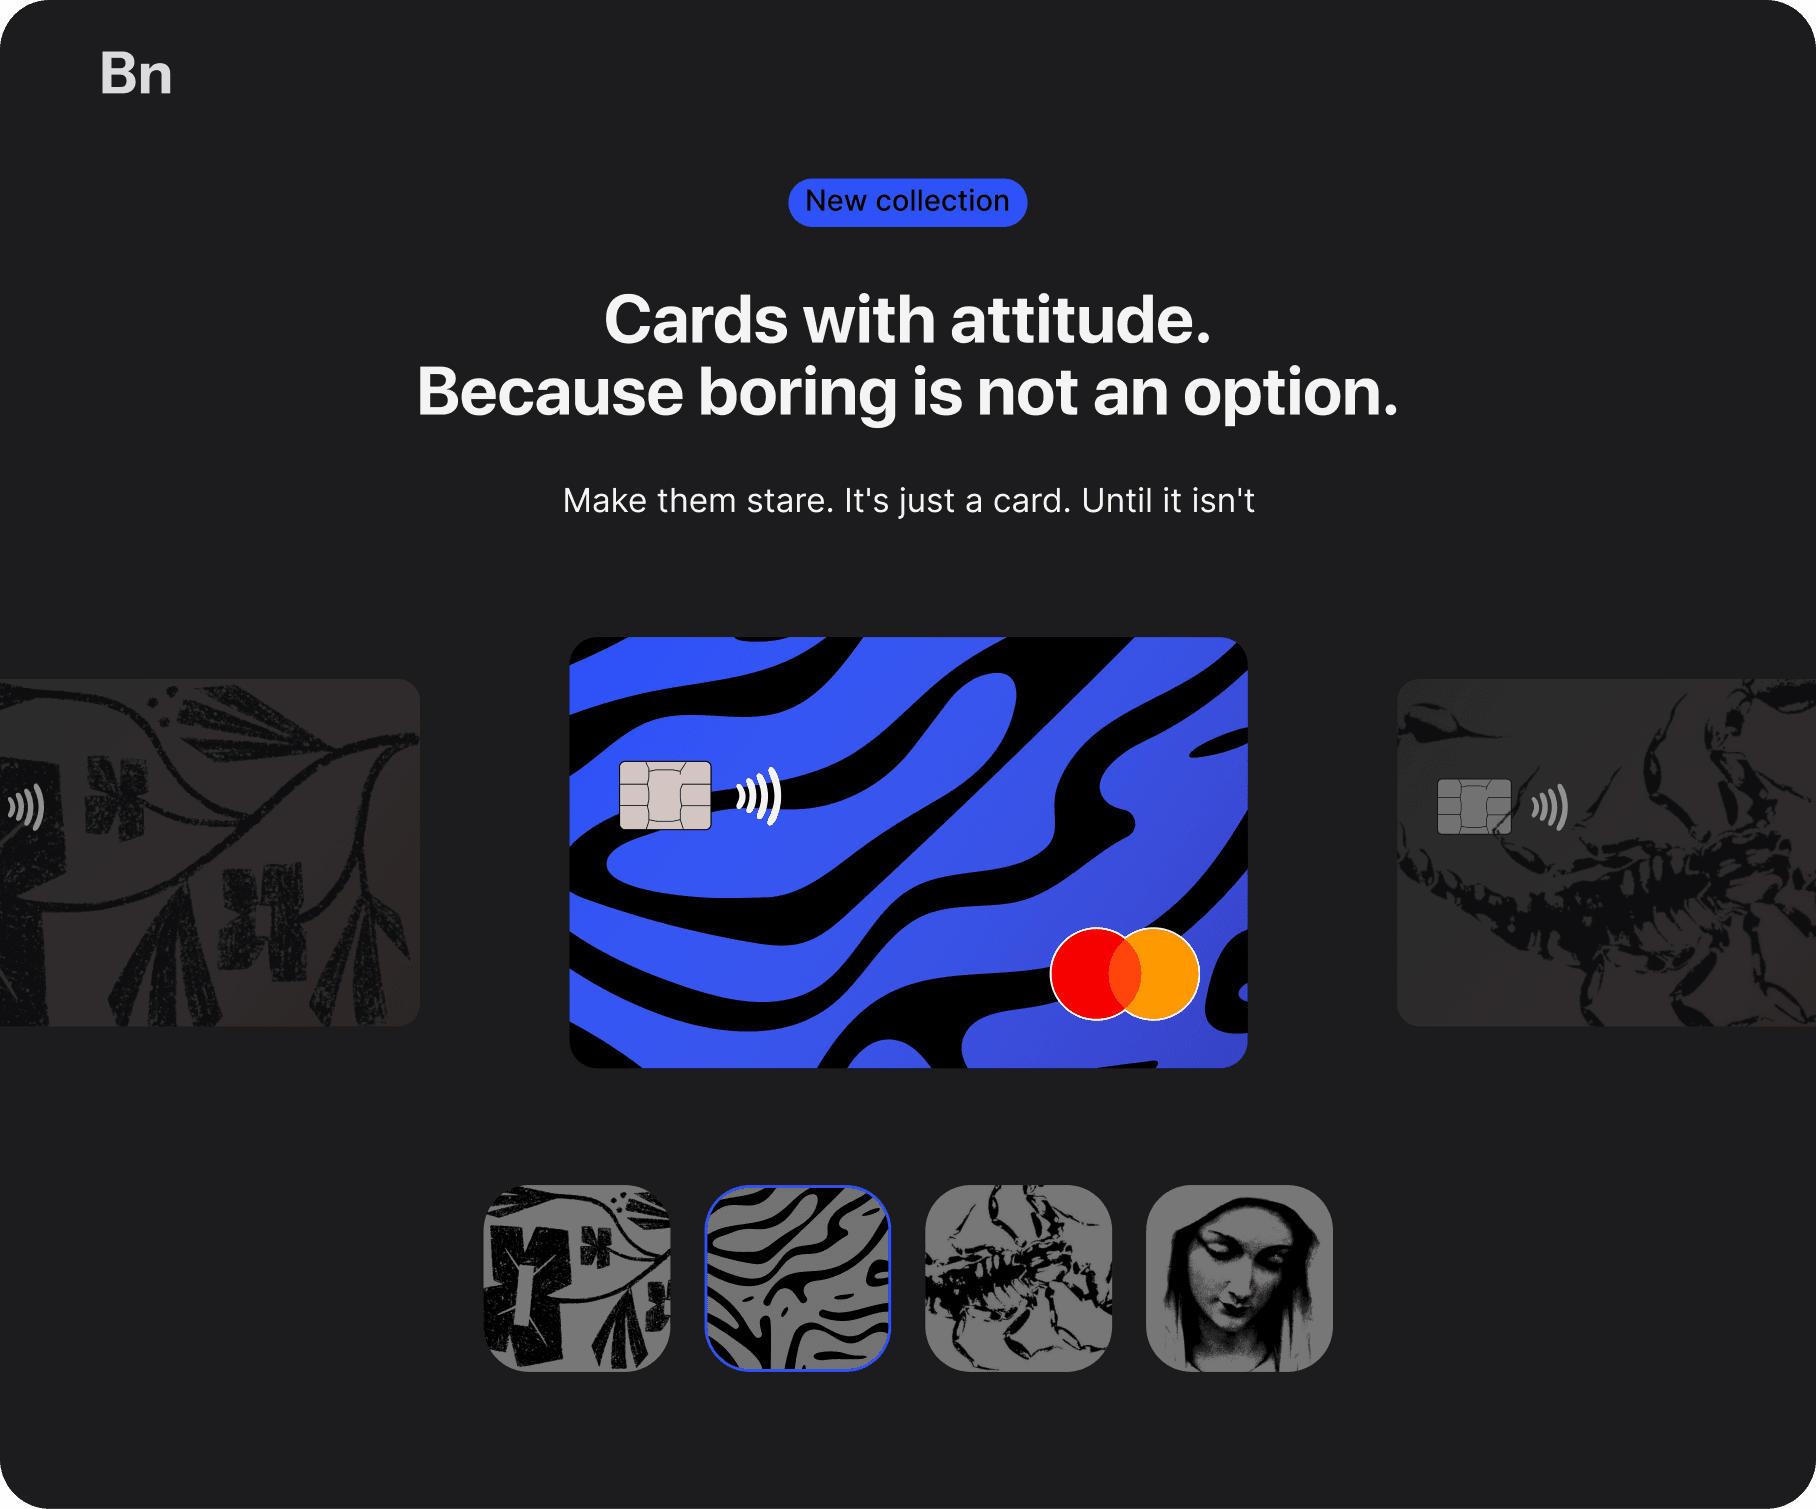 Bn
New collection
Cards with attitude.
Because boring is not an option.
Make them stare. It's just a card. Until it isn't